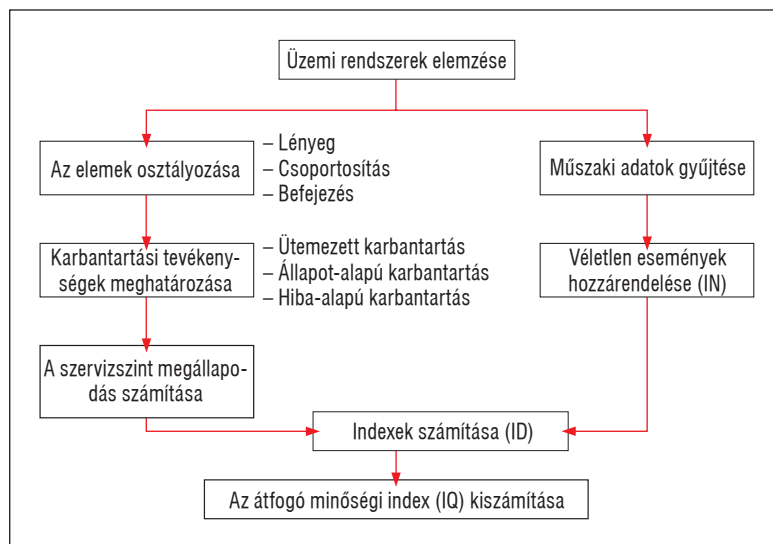 Üzemi rendszerek elemzése
Az elemek osztályozása
– Lényeg
– Csoportosítás
– Befejezés
Műszaki adatok gyűjtése
Karbantartási tevékeny-
ségek meghatározása
– Ütemezett karbantartás
– Állapot-alapú karbantartás
– Hiba-alapú karbantartás
Véletlen események
hozzárendelése (IN)
A szervizszint megállapo-
dás számítása
Indexek számítása (ID)
Az átfogó minőségi index (IQ) kiszámítása